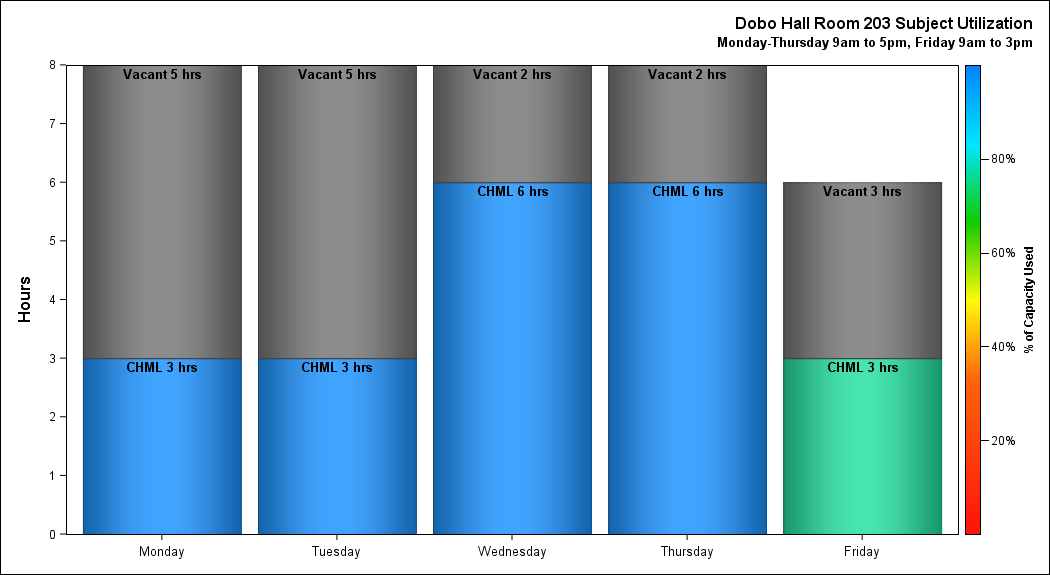 Dobo Hall Room 203 Subject Utilization
Monday-Thursday 9am to 5pm, Friday 9am to 3pm
Hours
8
7
6
5
4
3
2
1
0
Vacant 5 hrs
Vacant 5 hrs
Vacant 2 hrs
Vacant 2 hrs
CHML 6 hrs
CHML 6 hrs
Vacant 3 hrs
CHML 3 hrs
CHML 3 hrs
CHML 3 hrs
Monday
Tuesday
Wednesday
Thursday
Friday
80%
60%
40%
20%
% of Capacity Used